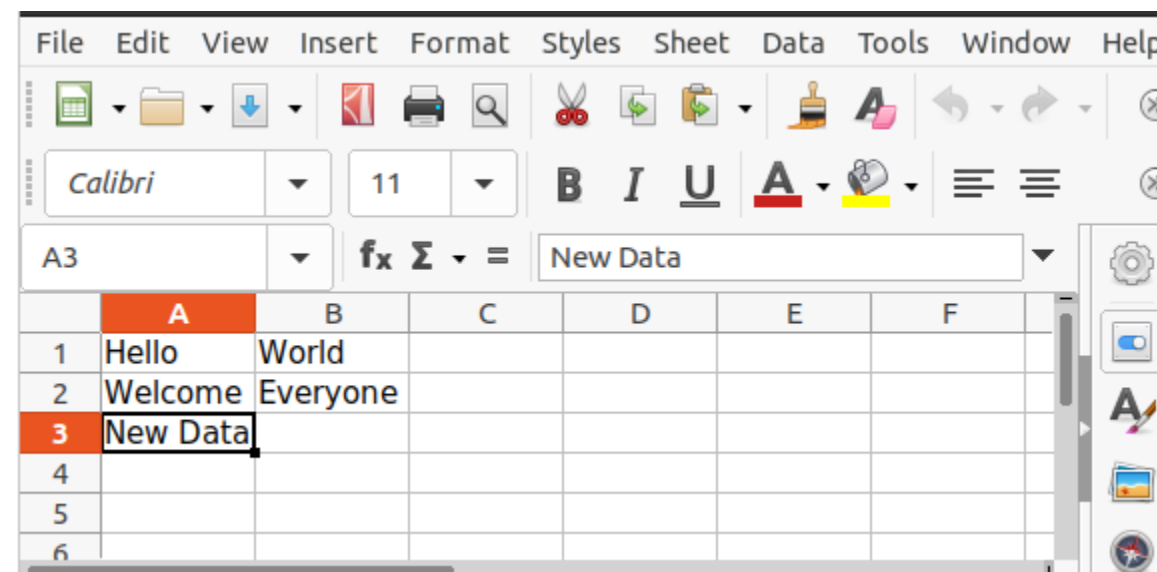 File Edit View Insert Format Styles Sheet Data Tools Window Help
Calibri 11 B I U A
A3 fx Σ = New Data
A B C D E F
1 Hello World
2 Welcome Everyone
3 New Data
4
5
6